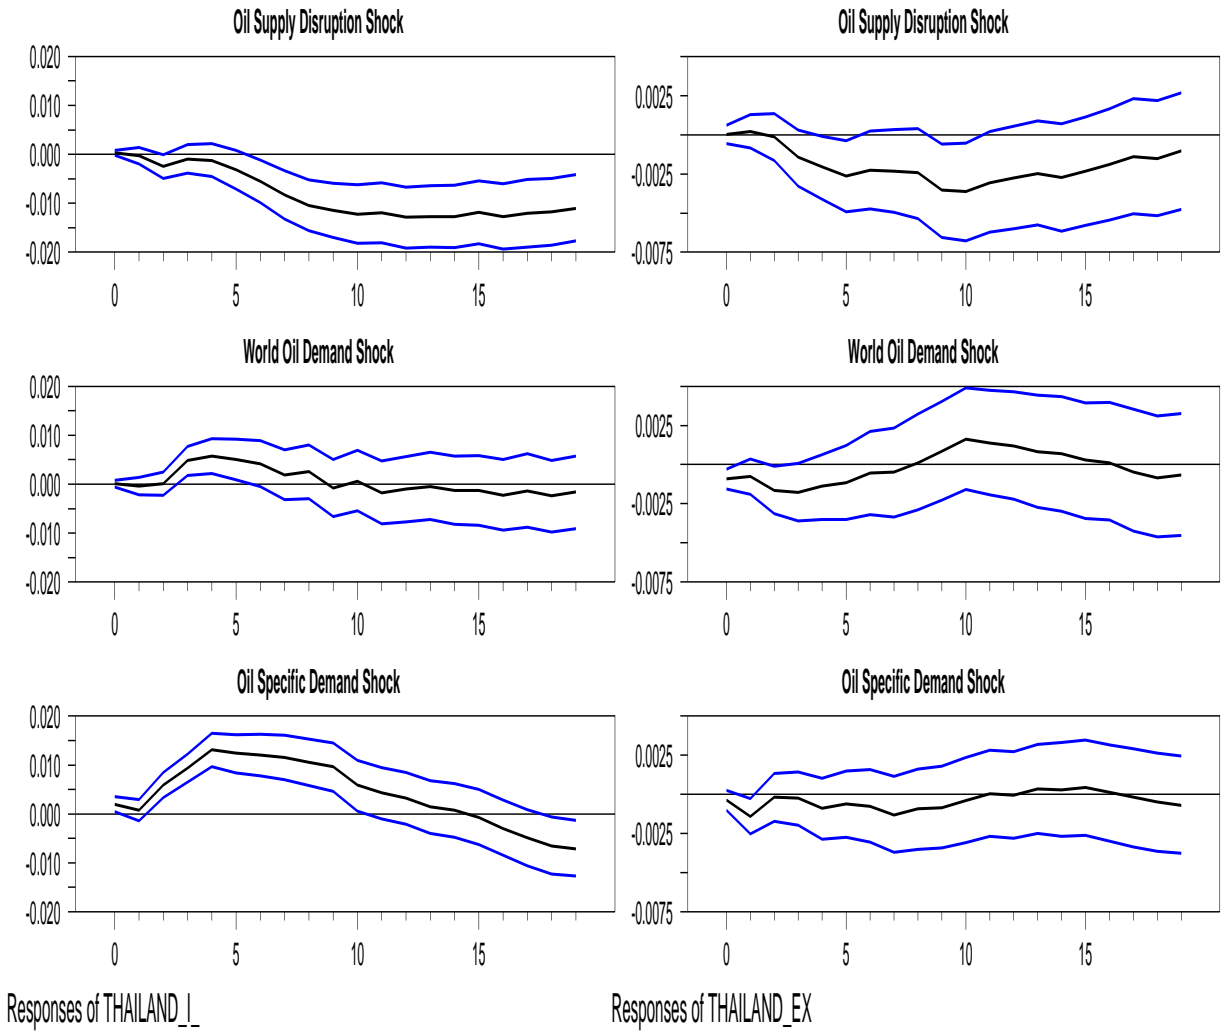 Oil Supply Disruption Shock
0.020
0.010
0.000
-0.010
-0.020
0 5 10 15
Oil Supply Disruption Shock
0.0025
-0.0025
-0.0075
0 5 10 15
World Oil Demand Shock
0.020
0.010
0.000
-0.010
-0.020
0 5 10 15
World Oil Demand Shock
0.0025
-0.0025
-0.0075
0 5 10 15
Oil Specific Demand Shock
0.020
0.010
0.000
-0.010
-0.020
0 5 10 15
Oil Specific Demand Shock
0.0025
-0.0025
-0.0075
0 5 10 15
Responses of THAILAND_I_
Responses of THAILAND_EX